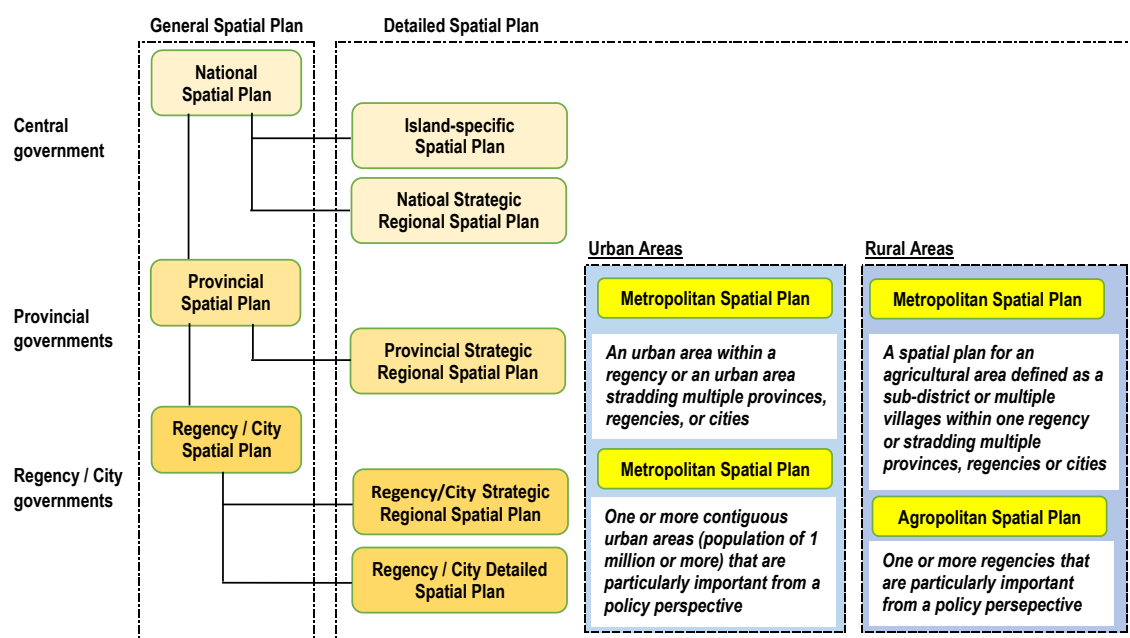 General Spatial Plan
Detailed Spatial Plan
Central
government
National
Spatial Plan
Island-specific
Spatial Plan
Natioal Strategic
Regional Spatial Plan
Provincial
governments
Provincial
Spatial Plan
Provincial Strategic
Regional Spatial Plan
Regency / City
governments
Regency / City
Spatial Plan
Regency/City Strategic
Regional Spatial Plan
Regency / City Detailed
Spatial Plan
Urban Areas
Metropolitan Spatial Plan
An urban area within a
regency or an urban area
stradding multiple provinces,
regencies, or cities
Metropolitan Spatial Plan
One or more contiguous
urban areas (population of 1
million or more) that are
particularly important from a
policy perspective
Rural Areas
Metropolitan Spatial Plan
A spatial plan for an
agricultural area defined as a
sub-district or multiple
villages within one regency
or stradding multiple
provinces, regencies or cities
Agropolitan Spatial Plan
One or more regencies that
are particularly important
from a policy persepective